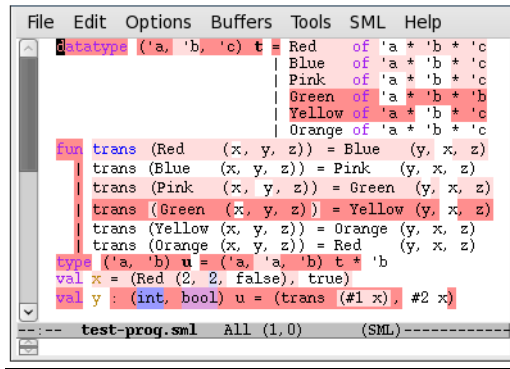 File Edit Options Buffers Tools SML Help
datatype ('a, 'b, 'c) t = Red of 'a * 'b * 'c
| Blue of 'a * 'b * 'c
| Pink of 'a * 'b * 'c
| Green of 'a * 'b * 'b
| Yellow of 'a * 'b * 'c
| Orange of 'a * 'b * 'c
fun trans (Red (x, y, z)) = Blue (y, x, z)
| trans (Blue (x, y, z)) = Pink (y, x, z)
| trans (Pink (x, y, z)) = Green (y, x, z)
| trans (Green (x, y, z)) = Yellow (y, x, z)
| trans (Yellow (x, y, z)) = Orange (y, x, z)
| trans (Orange (x, y, z)) = Red (y, x, z)
type ('a, 'b) u = ('a, 'a, 'b) t * 'b
val x = (Red (2, 2, false), true)
val y : (int, bool) u = (trans (#1 x), #2 x)
--:-- test-prog.sml All (1,0) (SML)-----------+